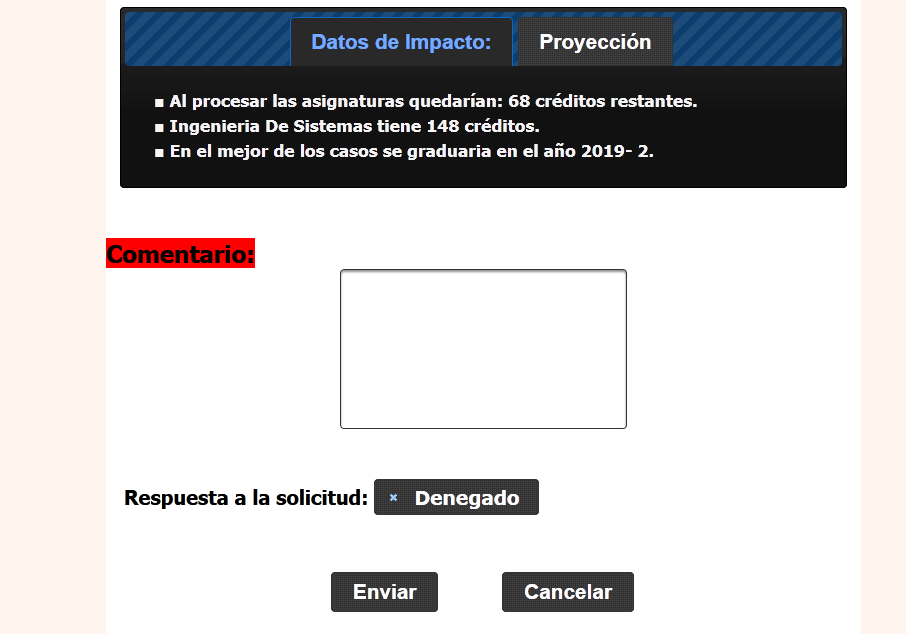 Datos de Impacto: Proyección
▪ Al procesar las asignaturas quedarían: 68 créditos restantes.
▪ Ingenieria De Sistemas tiene 148 créditos.
▪ En el mejor de los casos se graduaria en el año 2019- 2.
Comentario:
Respuesta a la solicitud: × Denegado
Enviar Cancelar